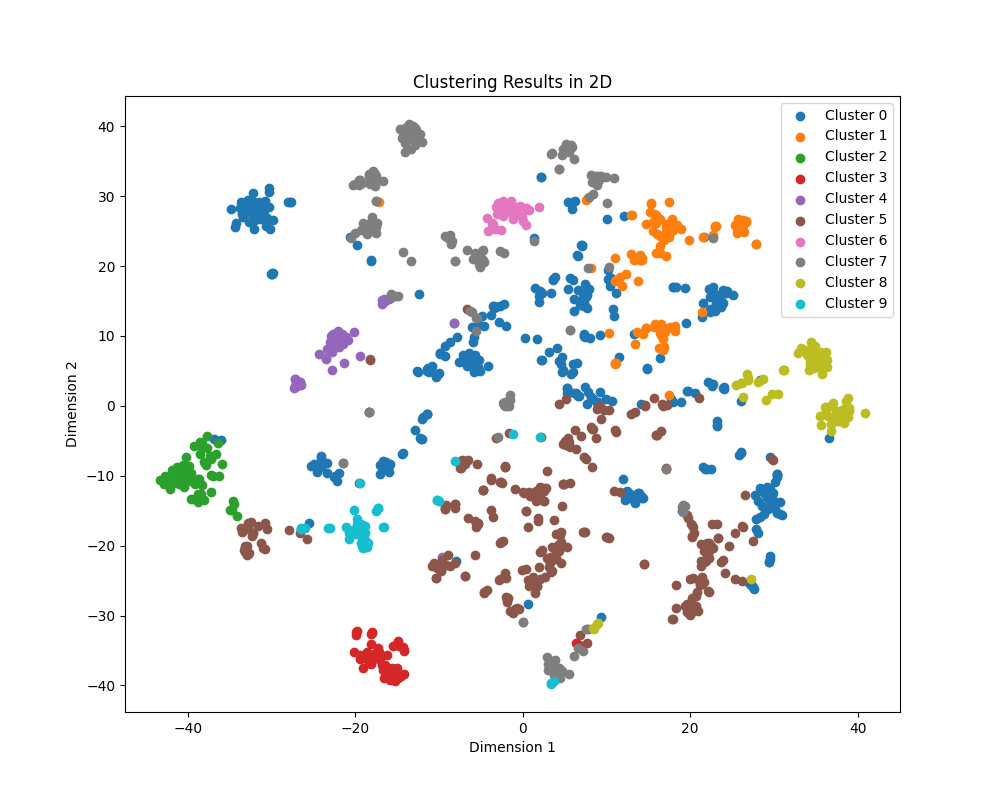 Clustering Results in 2D
Cluster 0
Cluster 1
Cluster 2
Cluster 3
Cluster 4
Cluster 5
Cluster 6
Cluster 7
Cluster 8
Cluster 9
40
30
20
10
0
−10
−20
−30
−40
Dimension 2
−40
−20
0
20
40
Dimension 1